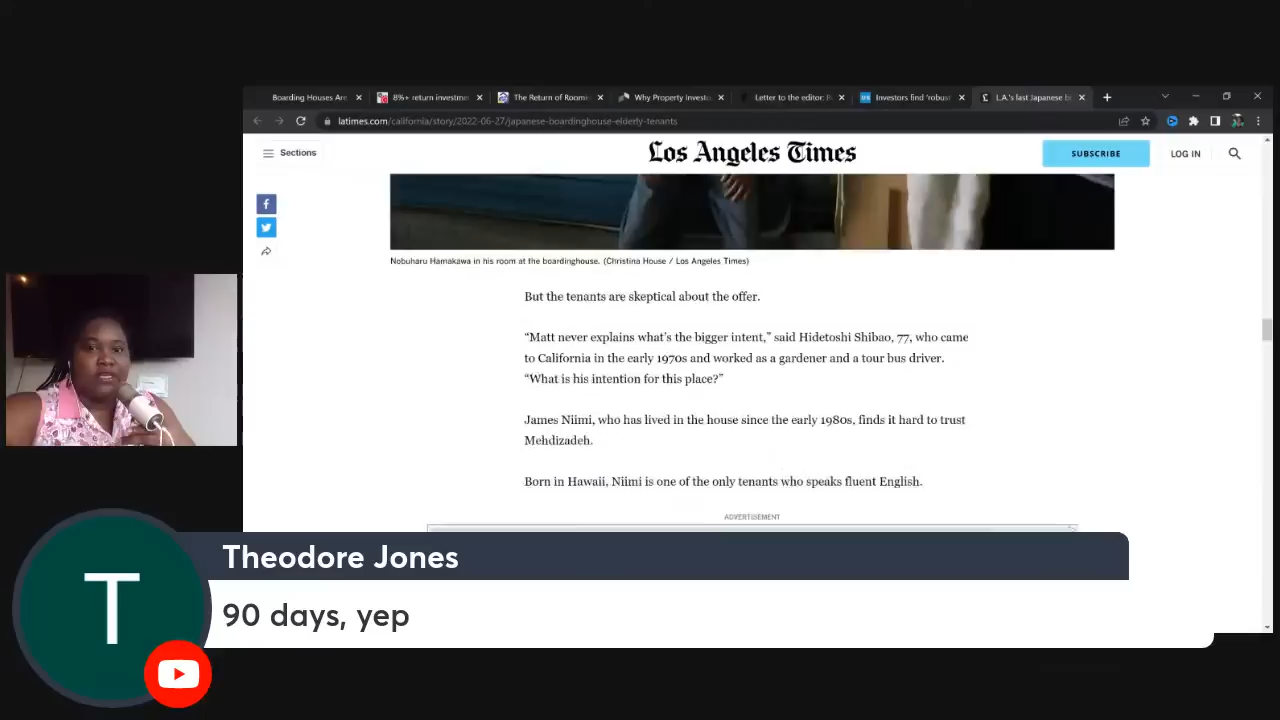 Boarding Houses Are
8%+ return investmen
The Return of Roomi
Why Property Investo
Letter to the editor: B
Investors find 'robus
L.A.'s last Japanese bo
latimes.com/california/story/2022-06-27/japanese-boardinghouse-elderly-tenants
Sections
Los Angeles Times
SUBSCRIBE
LOG IN
Nobuharu Hamakawa in his room at the boardinghouse. (Christina House / Los Angeles Times)
But the tenants are skeptical about the offer.
“Matt never explains what’s the bigger intent,” said Hidetoshi Shibao, 77, who came
to California in the early 1970s and worked as a gardener and a tour bus driver.
“What is his intention for this place?”
James Niimi, who has lived in the house since the early 1980s, finds it hard to trust
Mehdizadeh.
Born in Hawaii, Niimi is one of the only tenants who speaks fluent English.
ADVERTISEMENT
T
Theodore Jones
90 days, yep